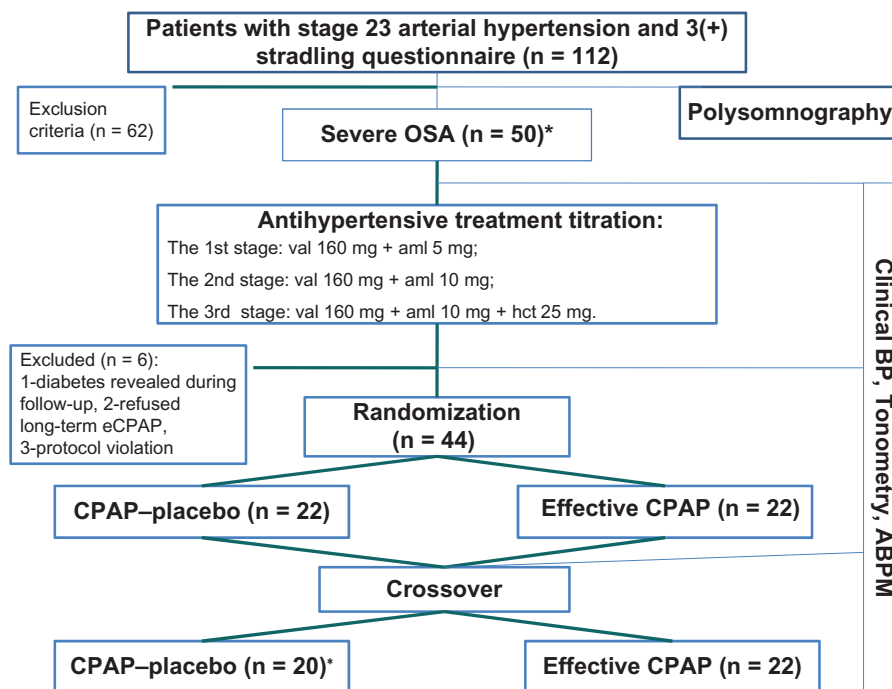 Patients with stage 23 arterial hypertension and 3(+)
stradling questionnaire (n = 112)
Exclusion
criteria (n = 62)
Polysomnography
Severe OSA (n = 50)*
Antihypertensive treatment titration:
The 1st stage: val 160 mg + aml 5 mg;
The 2nd stage: val 160 mg + aml 10 mg;
The 3rd stage: val 160 mg + aml 10 mg + hct 25 mg.
Clinical BP, Tonometry, ABPM
Excluded (n = 6):
1-diabetes revealed during
follow-up, 2-refused
long-term eCPAP,
3-protocol violation
Randomization
(n = 44)
CPAP–placebo (n = 22)
Effective CPAP (n = 22)
Crossover
CPAP–placebo (n = 20)*
Effective CPAP (n = 22)